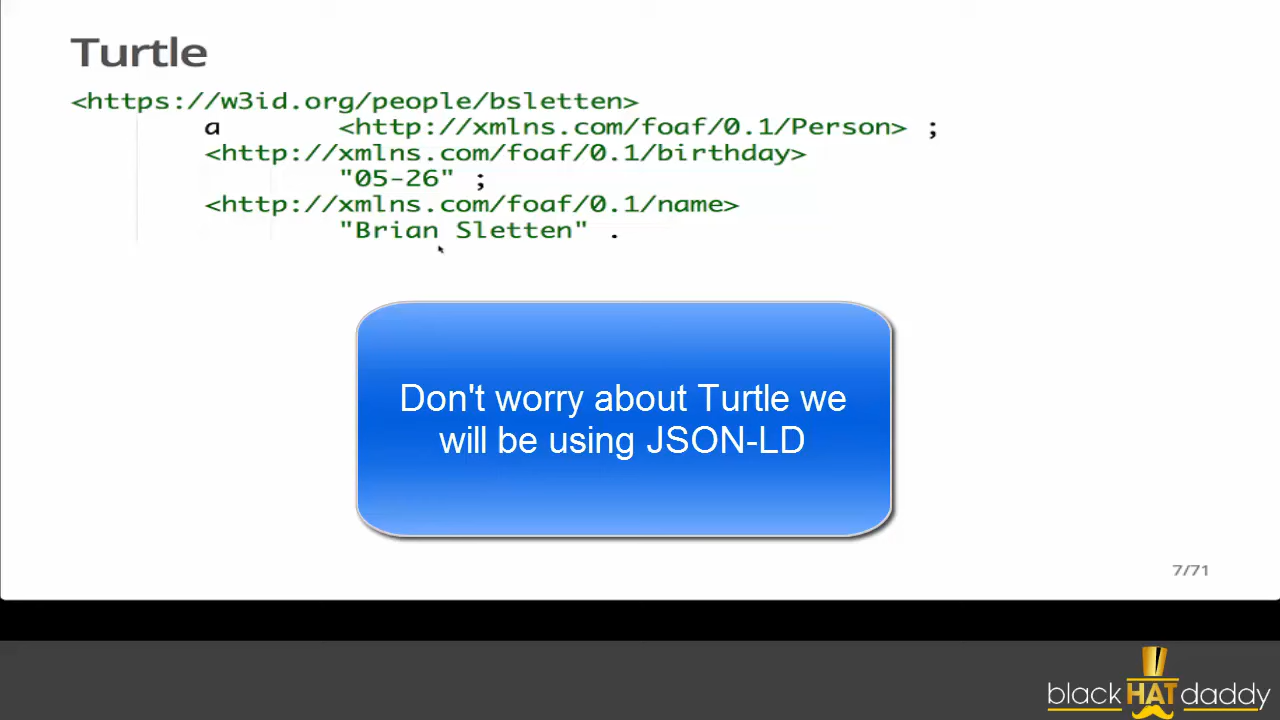 Turtle
<https://w3id.org/people/bsletten>
a <http://xmlns.com/foaf/0.1/Person> ;
<http://xmlns.com/foaf/0.1/birthday>
"05-26" ;
<http://xmlns.com/foaf/0.1/name>
"Brian Sletten" .
Don't worry about Turtle we
will be using JSON-LD
7/71
blackHATdaddy